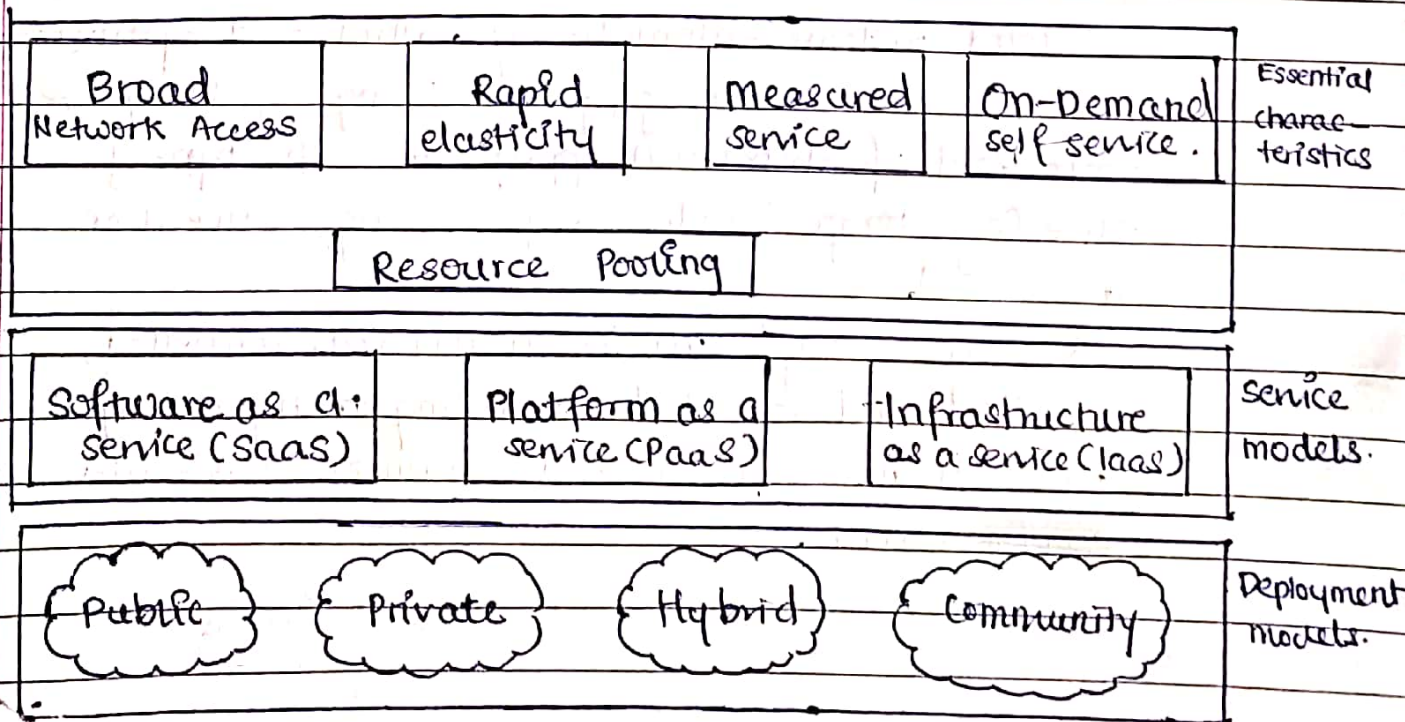 Broad
Network Access
Rapid
elasticity
Measured
service
On-Demand
self service.
Essential
charac-
teristics
Resource Pooling
Software as a
service (SaaS)
Platform as a
service (PaaS)
Infrastructure
as a service (Iaas)
service
models.
Public
Private
Hybrid
Community
Deployment
models.